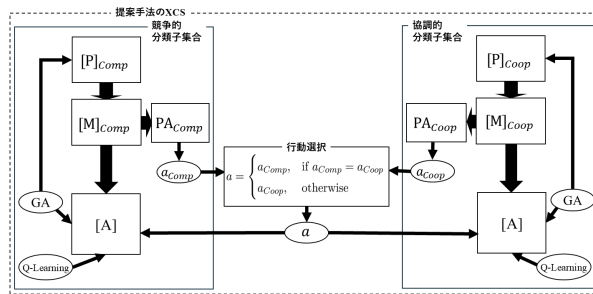 提案手法のXCS
競争的
分類子集合
[P]Comp
[M]Comp
PAComp
aComp
GA
[A]
Q-Learning
行動選択
a = { aComp, if aComp = aCoop
aCoop, otherwise
a
協調的
分類子集合
[P]Coop
PACoop
[M]Coop
aCoop
GA
[A]
Q-Learning